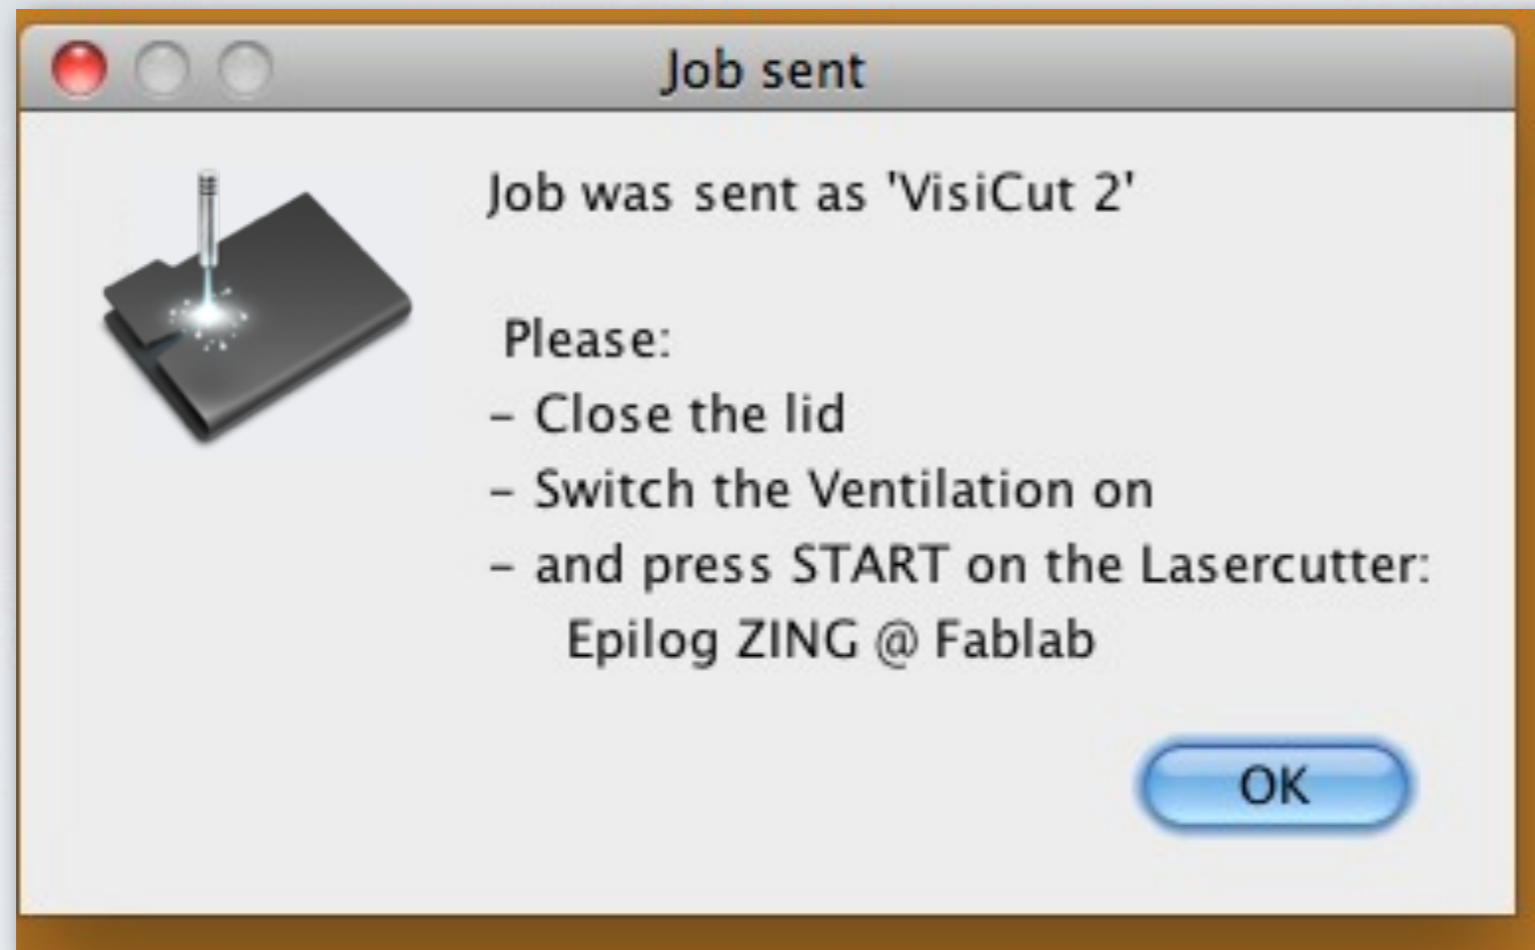 Job sent
Job was sent as 'VisiCut 2'
Please:
- Close the lid
- Switch the Ventilation on
- and press START on the Lasercutter:
Epilog ZING @ Fablab
OK